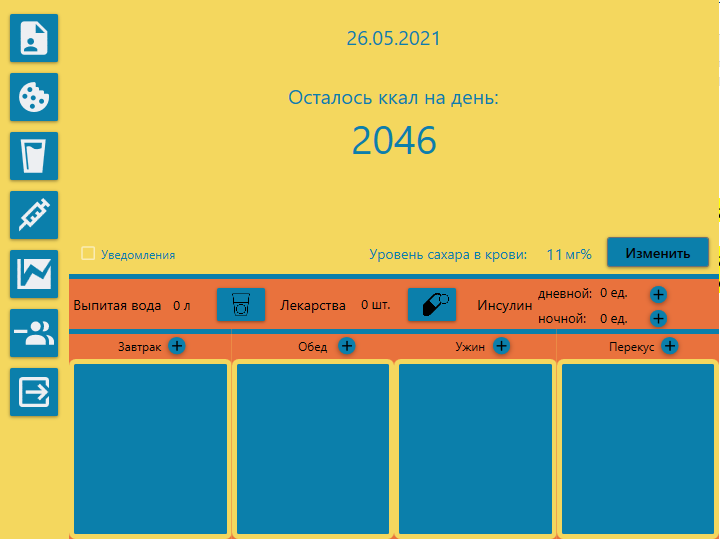 26.05.2021
Осталось ккал на день:
2046
Уведомления Уровень сахара в крови: 11 мг% Изменить
Выпитая вода 0 л Лекарства 0 шт. Инсулин дневной: 0 ед.
ночной: 0 ед.
Завтрак Обед Ужин Перекус